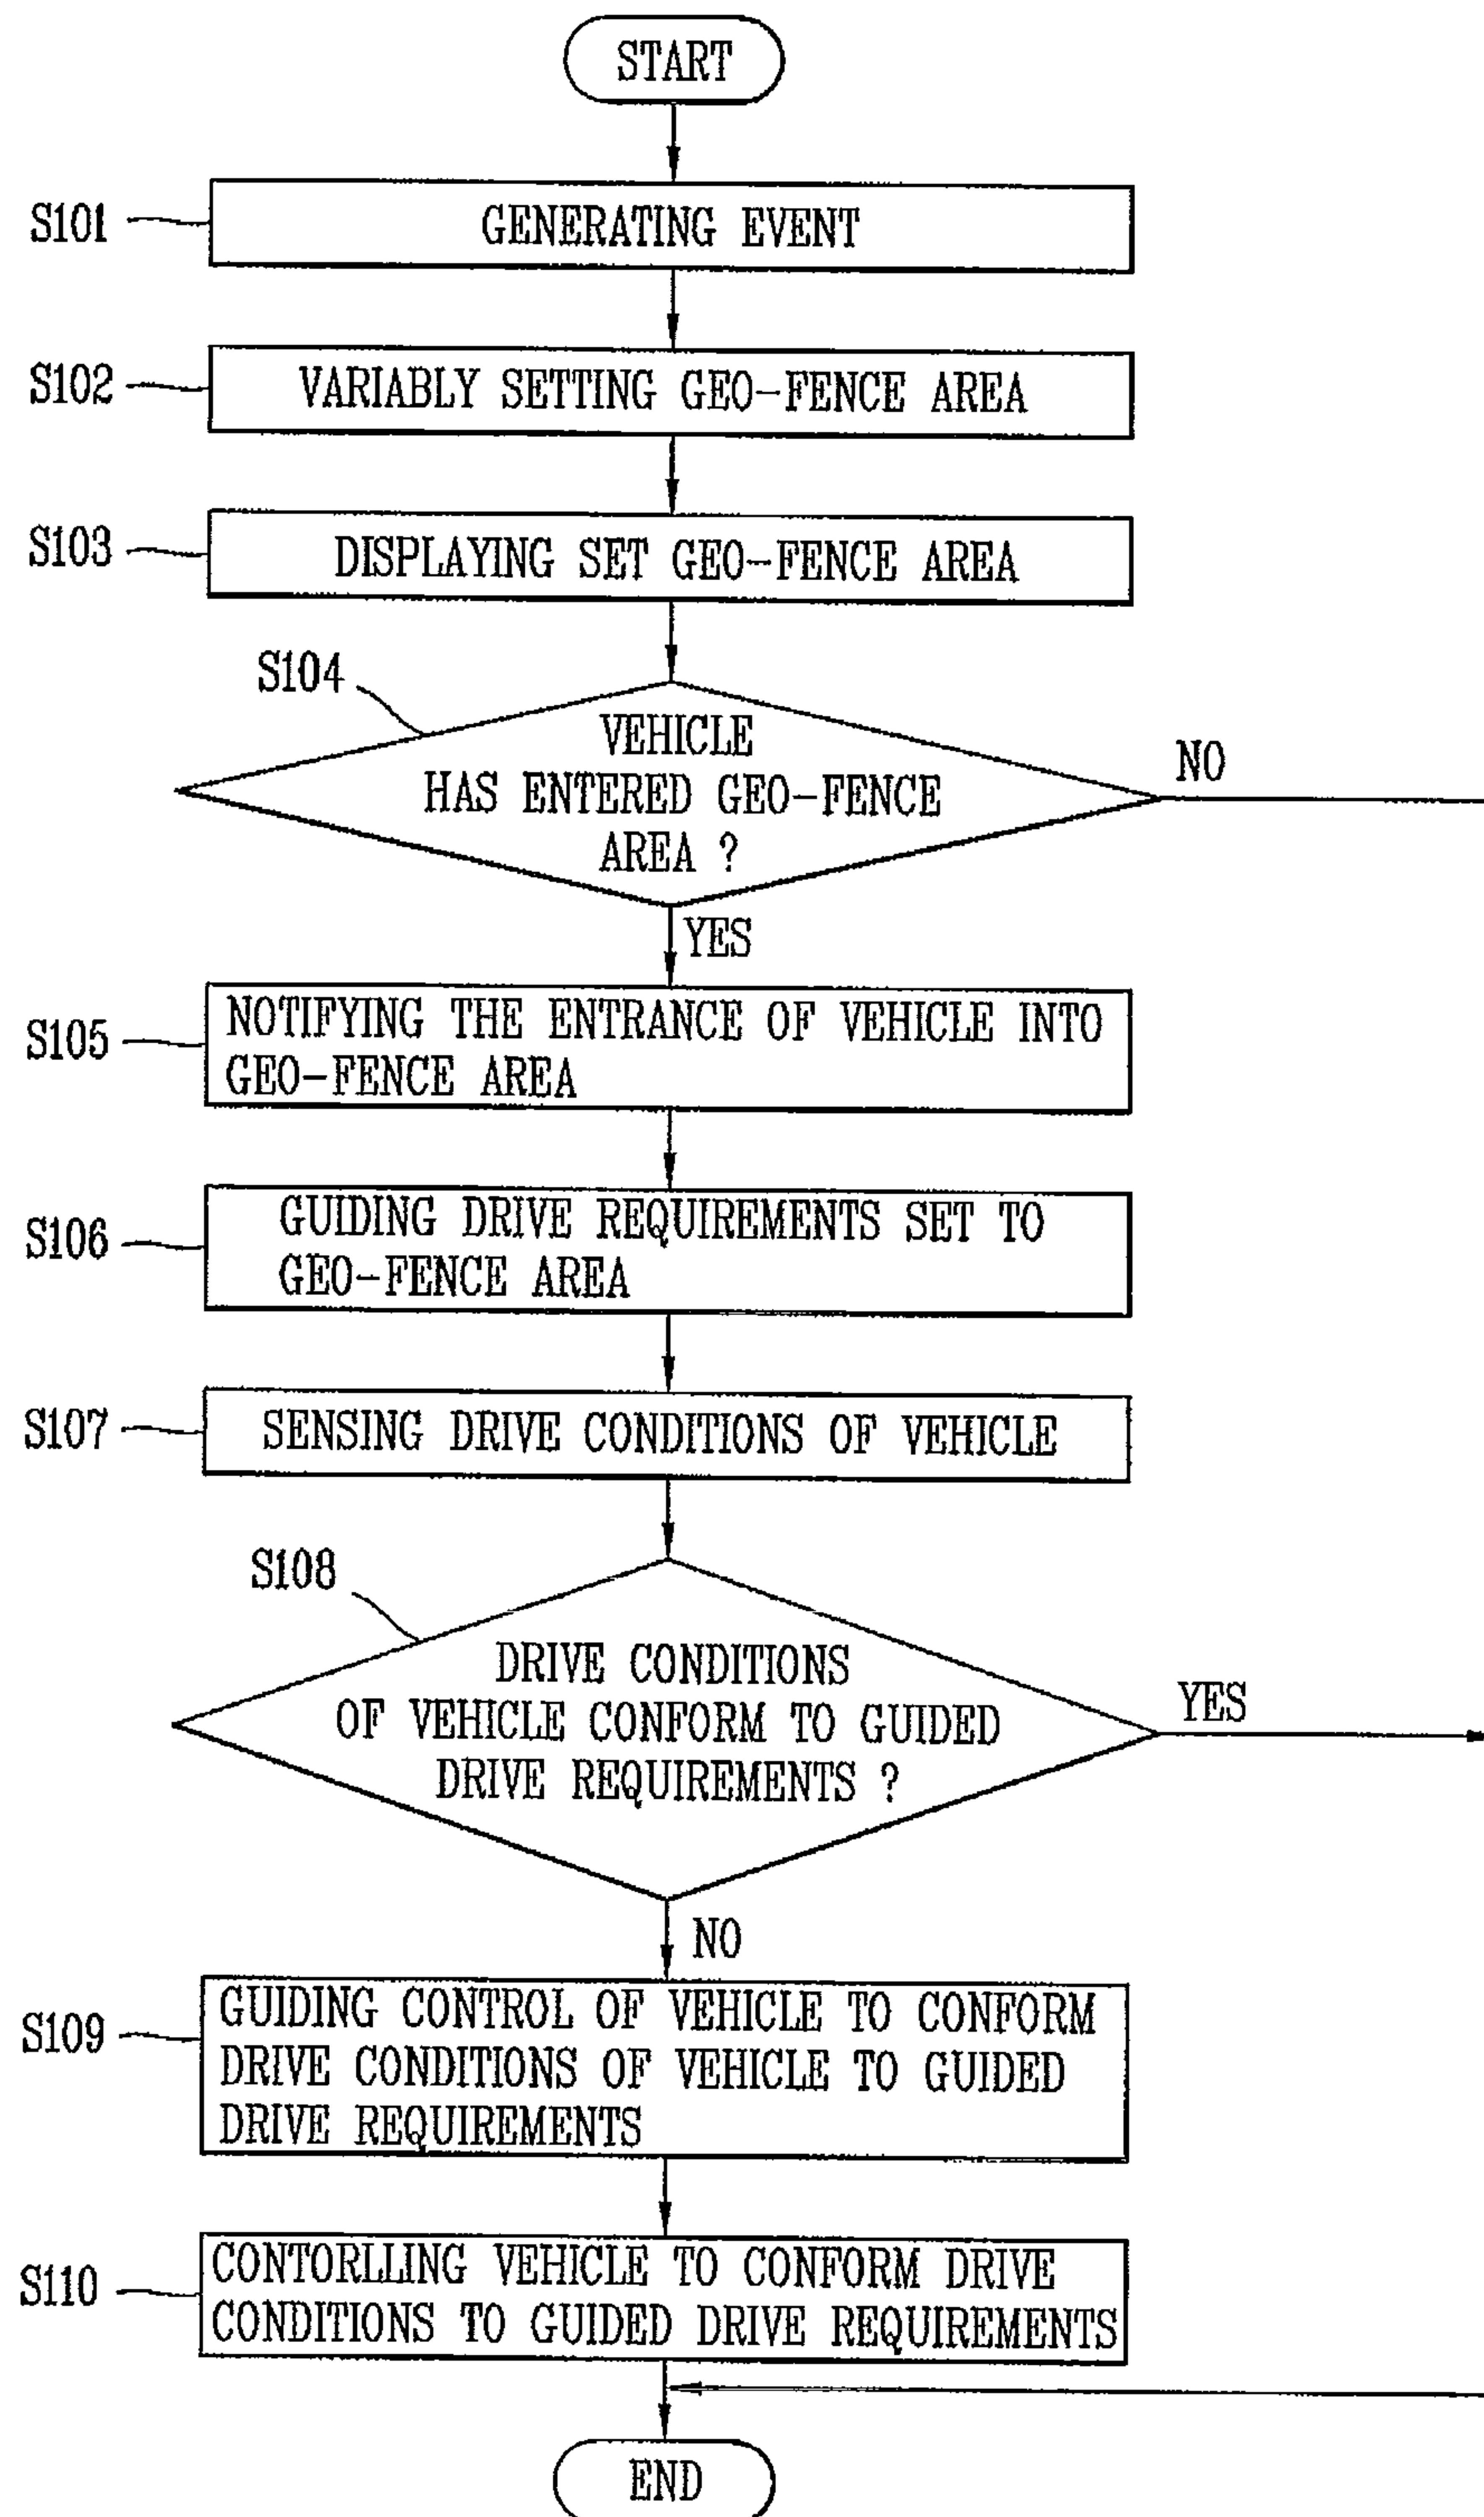 START
S101
GENERATING EVENT
S102
VARIABLY SETTING GEO-FENCE AREA
S103
DISPLAYING SET GEO-FENCE AREA
S104
VEHICLE
HAS ENTERED GEO-FENCE
AREA ?
NO
YES
S105
NOTIFYING THE ENTRANCE OF VEHICLE INTO
GEO-FENCE AREA
S106
GUIDING DRIVE REQUIREMENTS SET TO
GEO-FENCE AREA
S107
SENSING DRIVE CONDITIONS OF VEHICLE
S108
DRIVE CONDITIONS
OF VEHICLE CONFORM TO GUIDED
DRIVE REQUIREMENTS ?
YES
NO
S109
GUIDING CONTROL OF VEHICLE TO CONFORM
DRIVE CONDITIONS OF VEHICLE TO GUIDED
DRIVE REQUIREMENTS
S110
CONTORLLING VEHICLE TO CONFORM DRIVE
CONDITIONS TO GUIDED DRIVE REQUIREMENTS
END